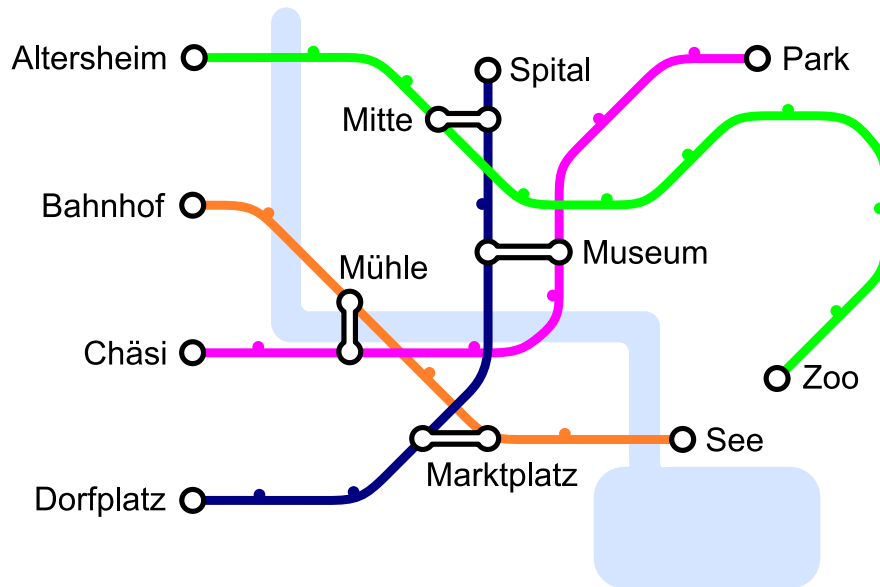 Altersheim
Spital
Park
Mitte
Bahnhof
Mühle
Museum
Chäsi
Zoo
See
Marktplatz
Dorfplatz